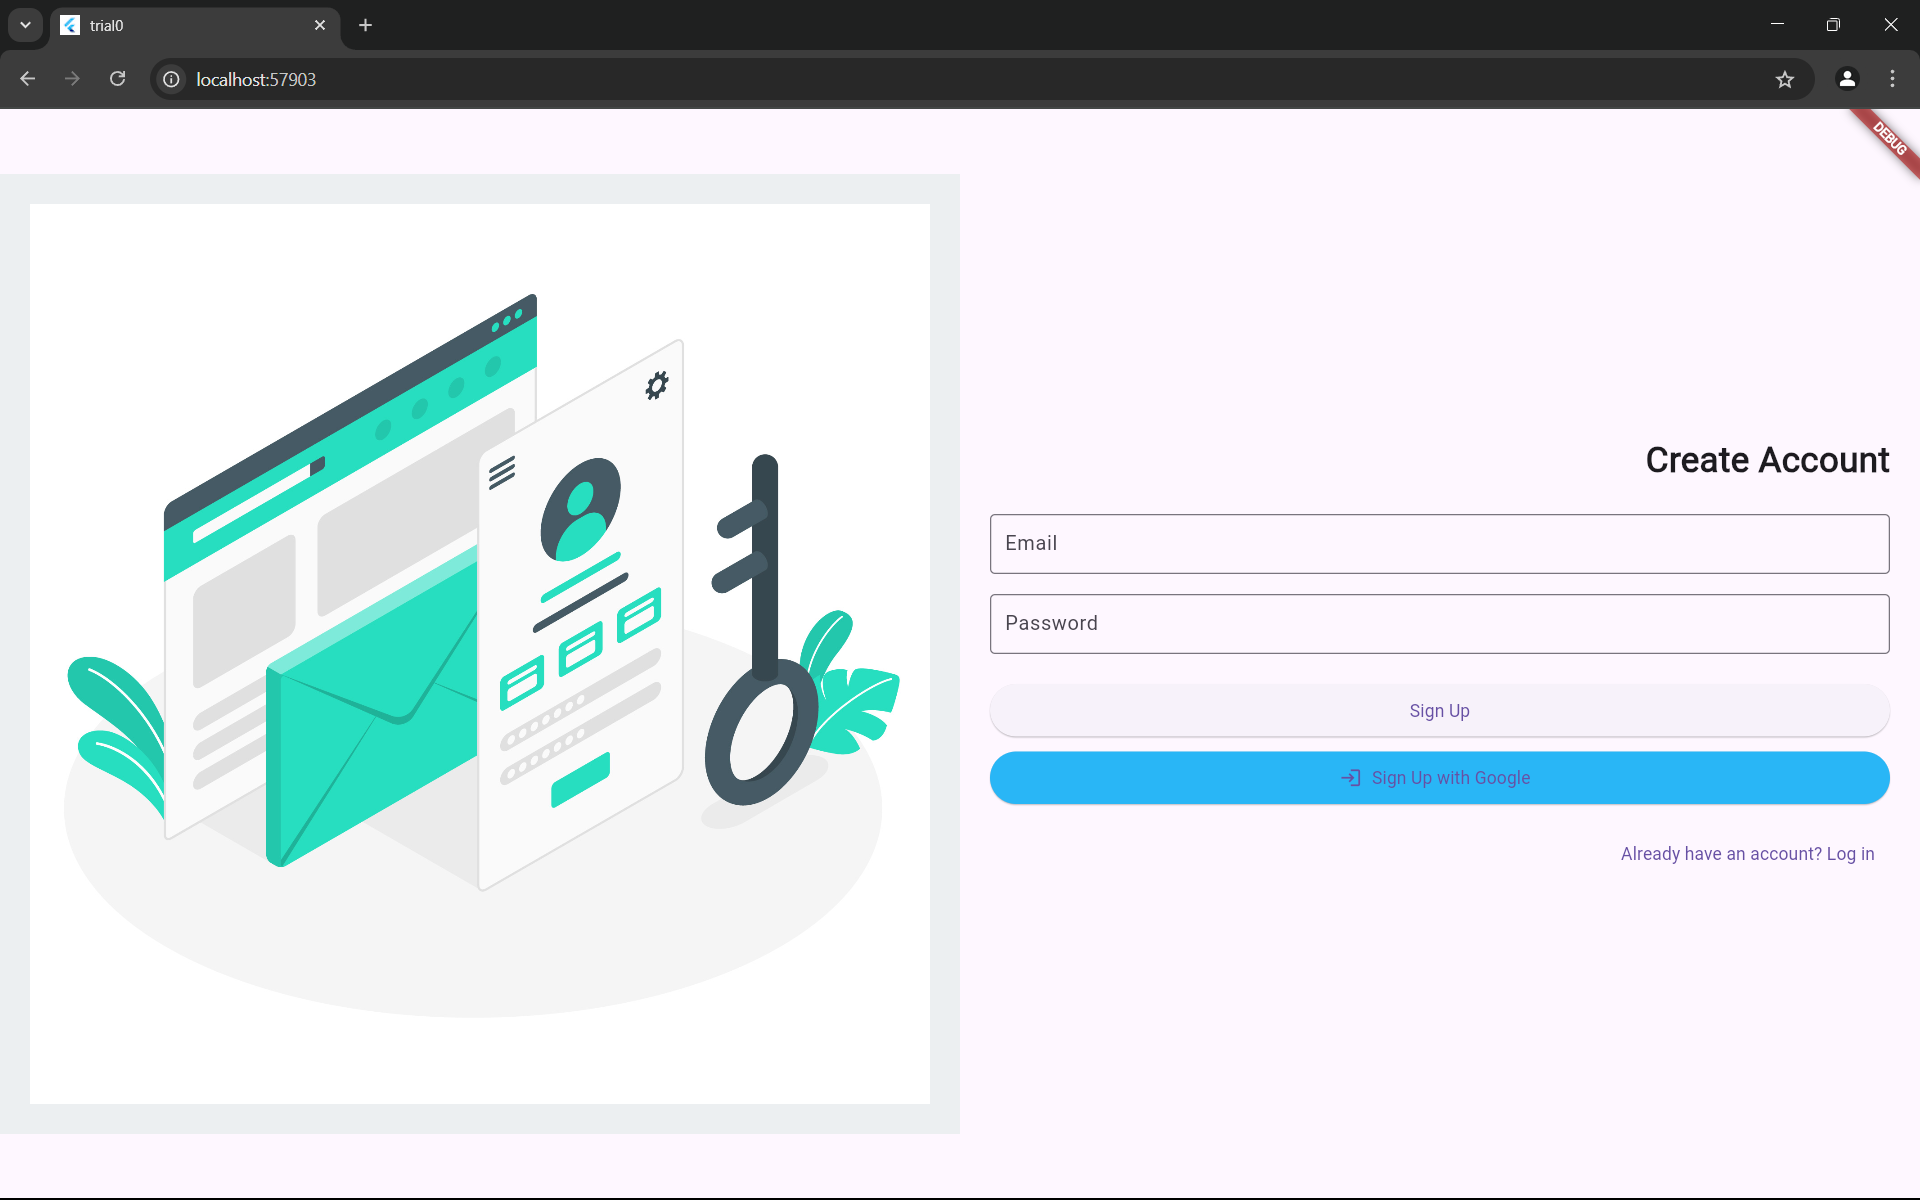 trial0
localhost:57903
DEBUG
Create Account
Email
Password
Sign Up
Sign Up with Google
Already have an account? Log in